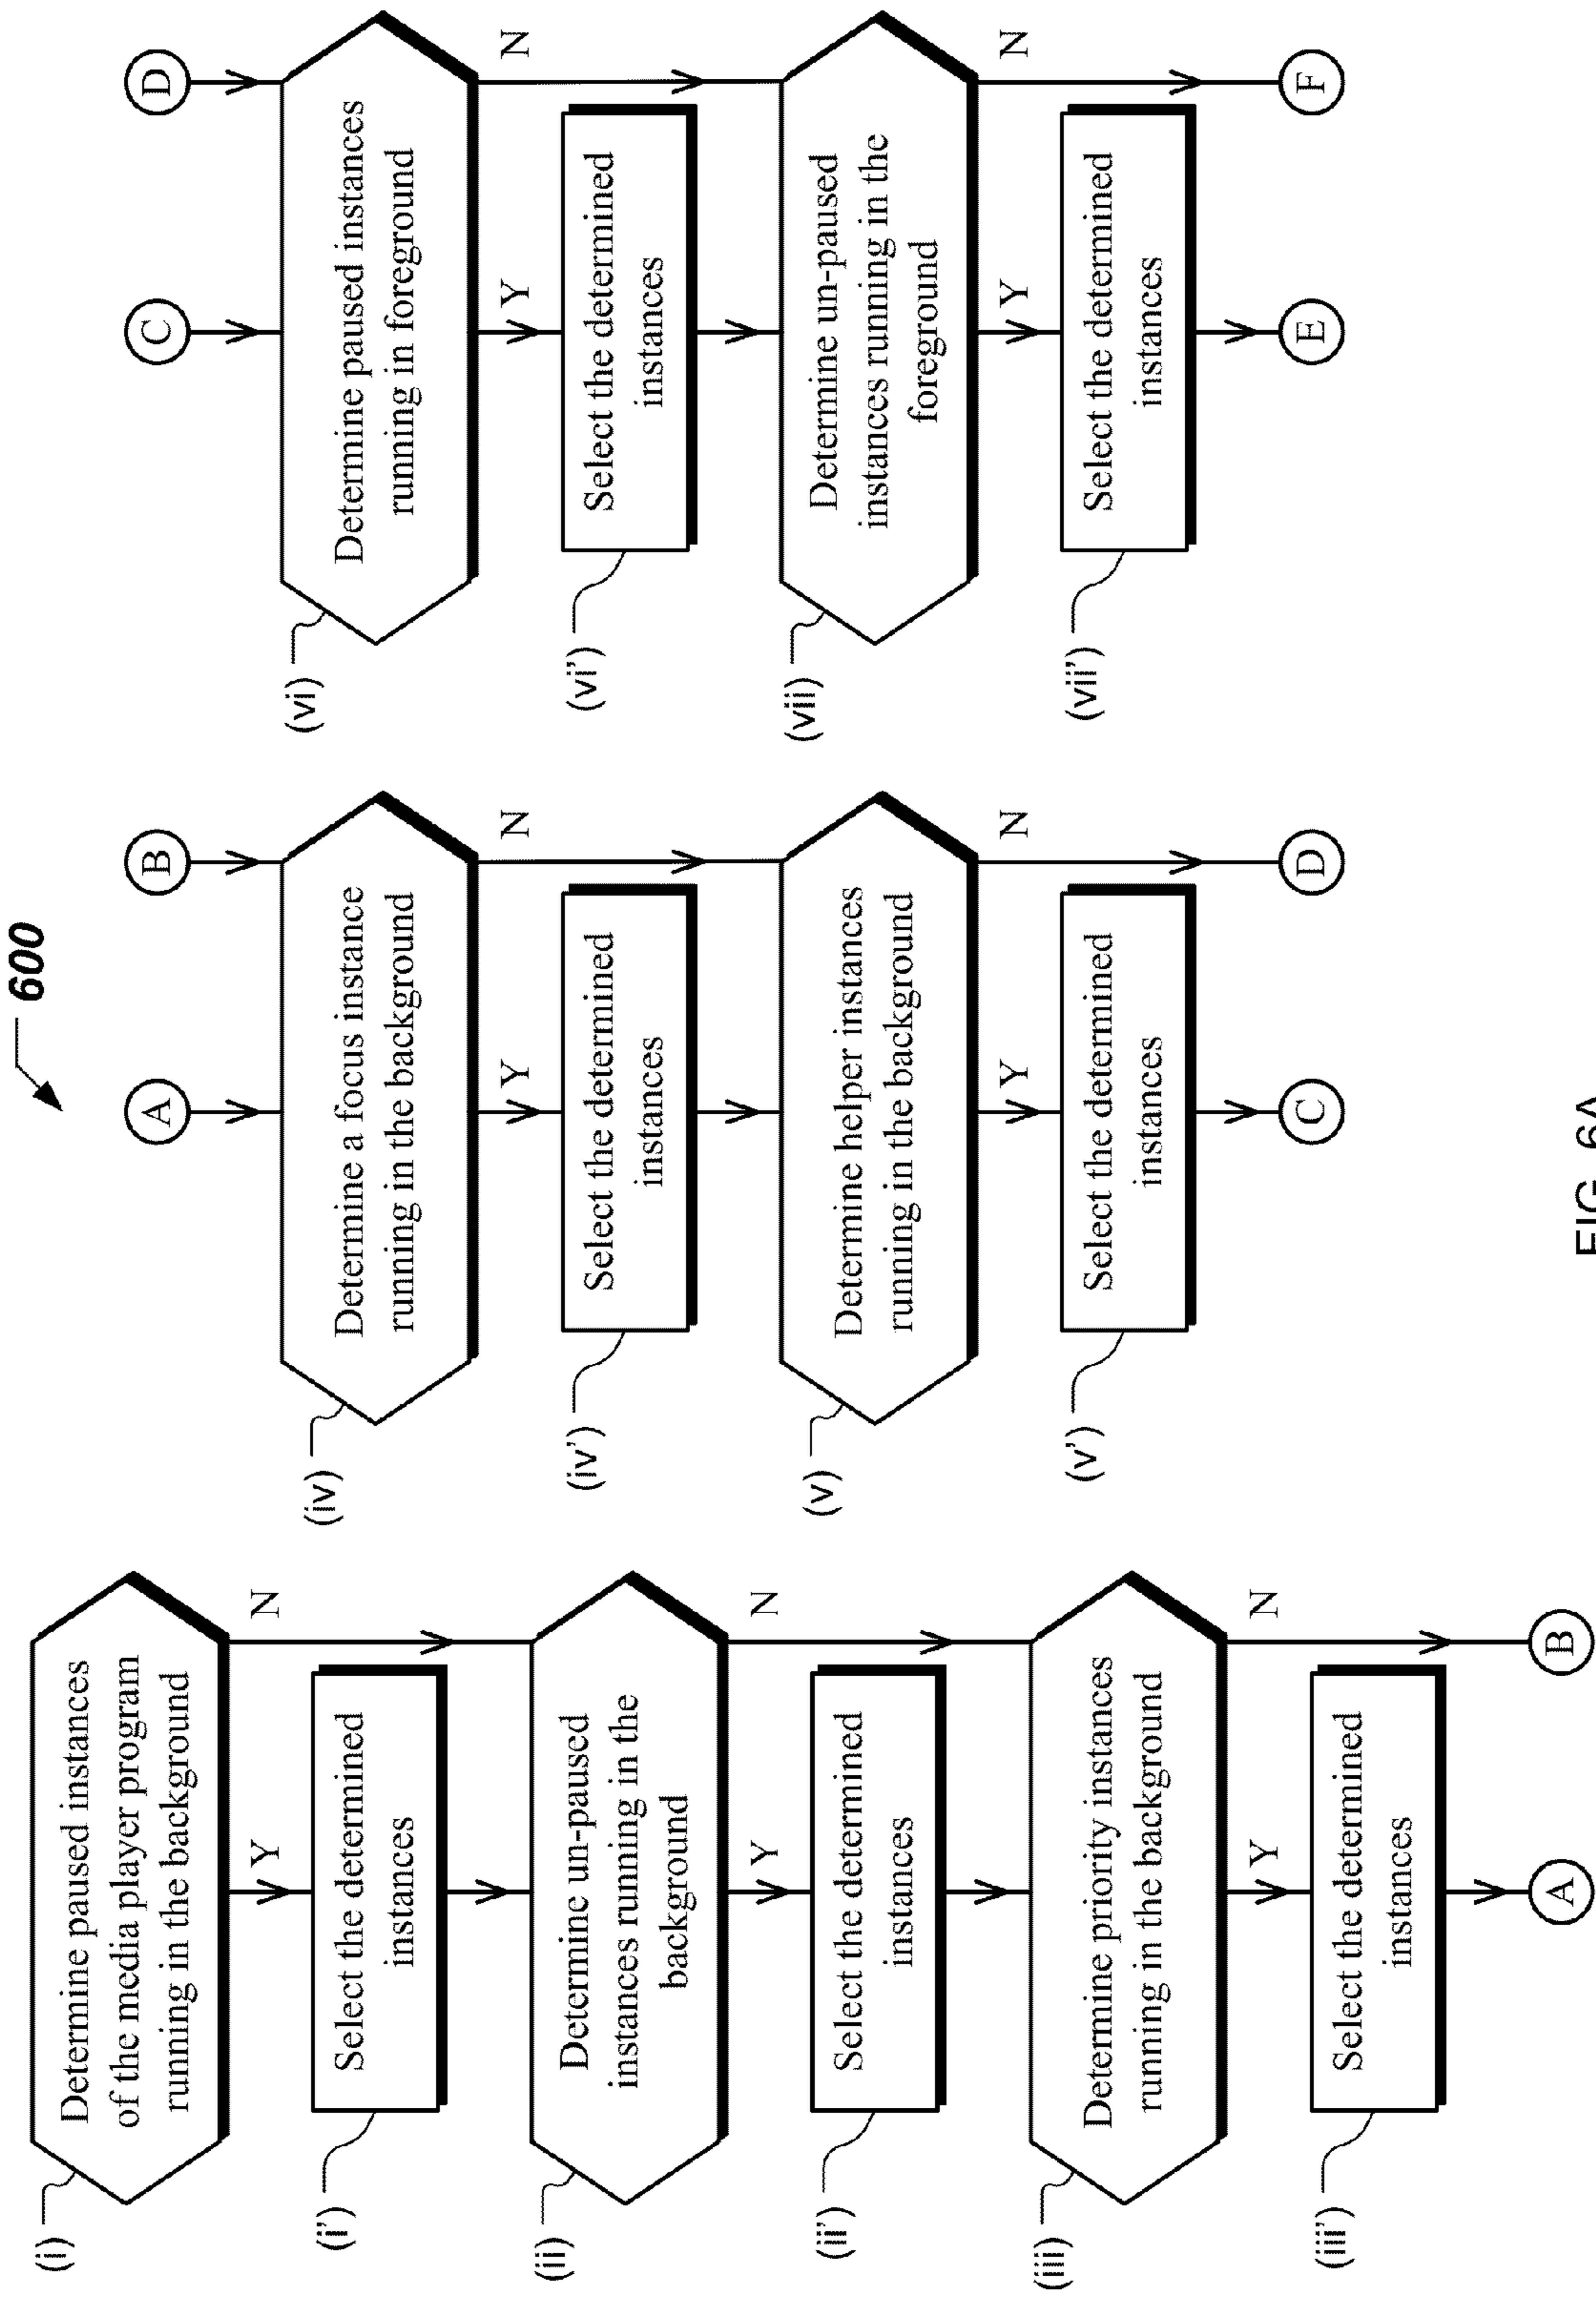 600
(i)
Determine paused instances
of the media player program
running in the background
N
Y
(i')
Select the determined
instances
(ii)
Determine un-paused
instances running in the
background
N
Y
(ii')
Select the determined
instances
(iii)
Determine priority instances
running in the background
N
Y
(iii')
Select the determined
instances
A
B
A
B
(iv)
Determine a focus instance
running in the background
N
Y
(iv')
Select the determined
instances
(v)
Determine helper instances
running in the background
N
Y
(v')
Select the determined
instances
C
D
C
D
(vi)
Determine paused instances
running in foreground
N
Y
(vi')
Select the determined
instances
(vii)
Determine un-paused
instances running in the
foreground
N
Y
(vii')
Select the determined
instances
E
F
FIG. 6A